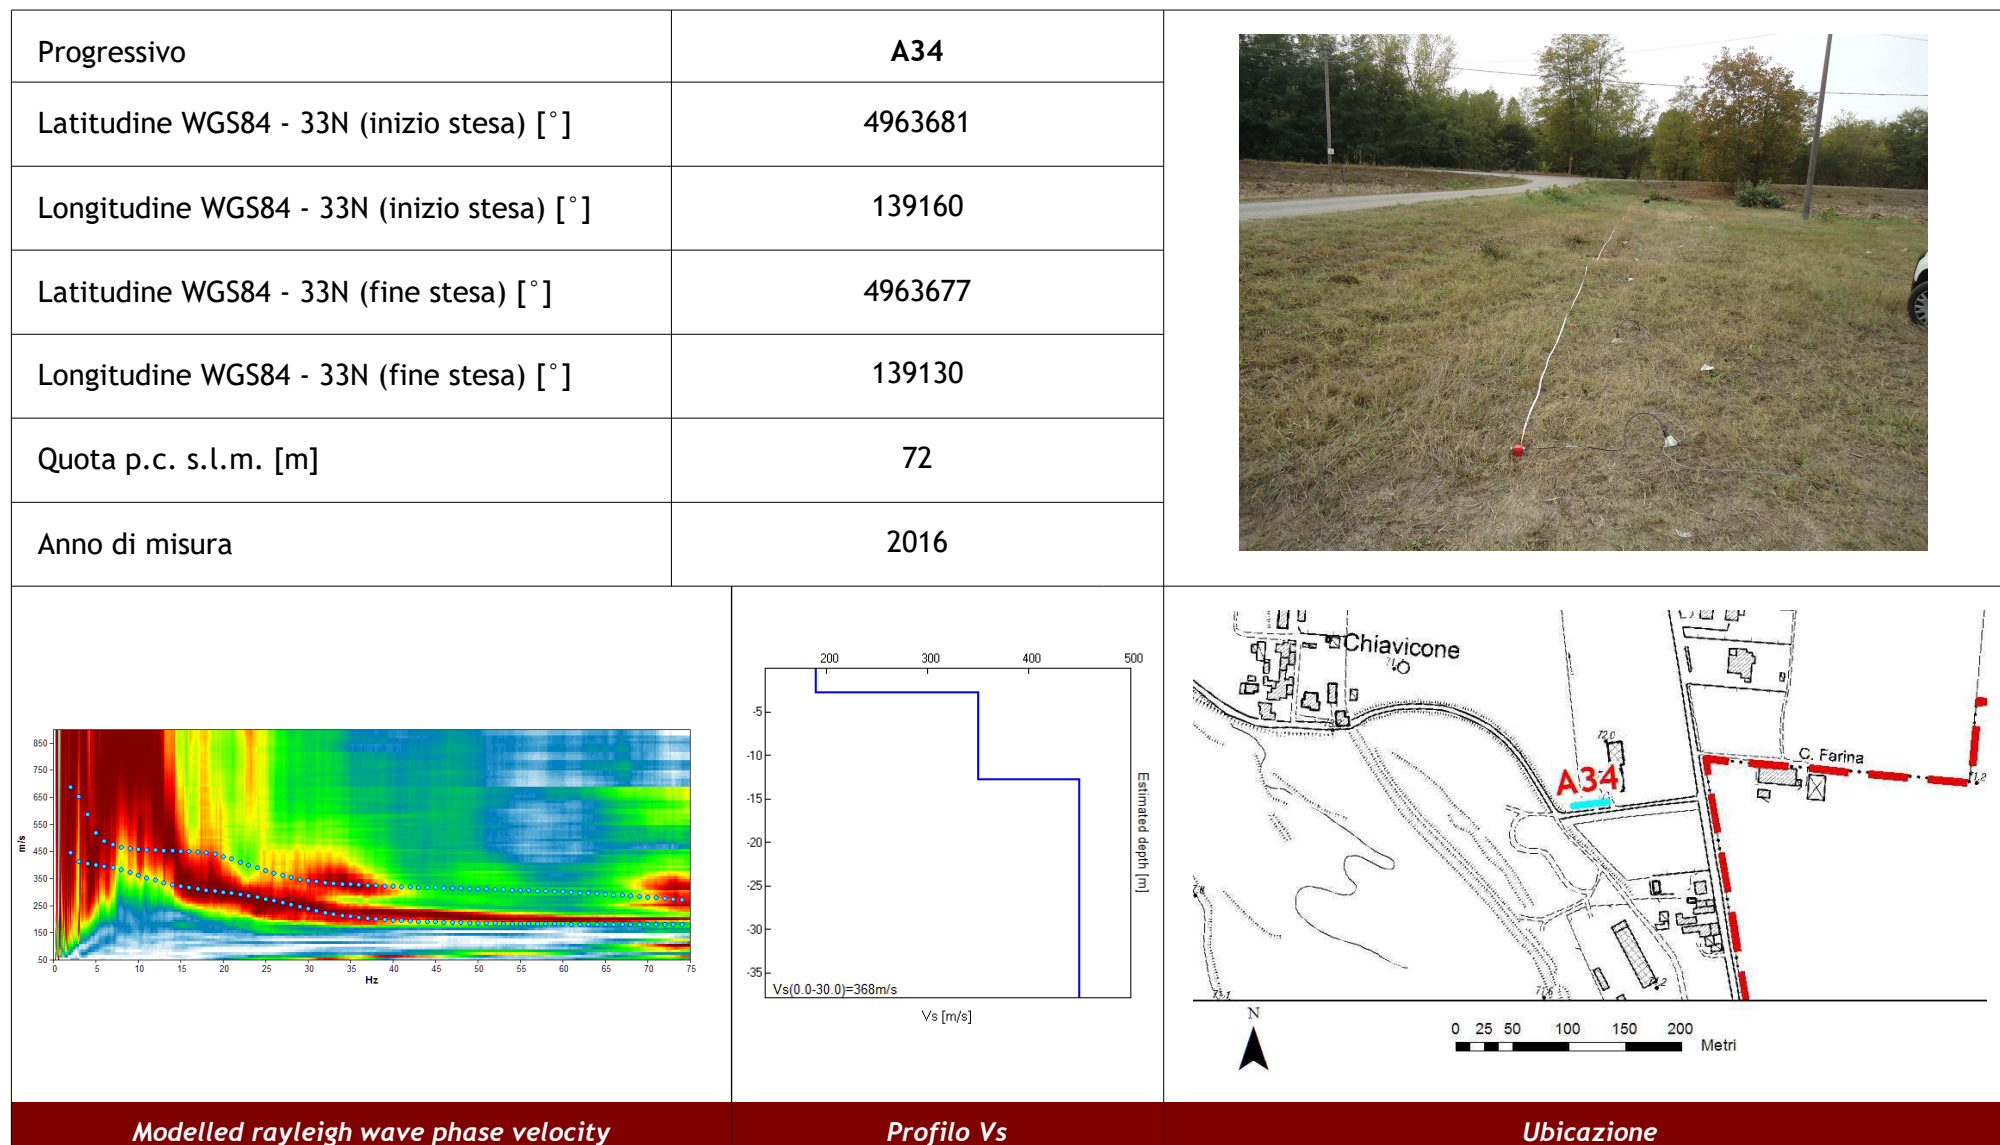 Progressivo A34
Latitudine WGS84 - 33N (inizio stesa) [°] 4963681
Longitudine WGS84 - 33N (inizio stesa) [°] 139160
Latitudine WGS84 - 33N (fine stesa) [°] 4963677
Longitudine WGS84 - 33N (fine stesa) [°] 139130
Quota p.c. s.l.m. [m] 72
Anno di misura 2016
850
750
650
550
450
350
250
150
50
m/s
0 5 10 15 20 25 30 35 40 45 50 55 60 65 70 75
Hz
200 300 400 500
-5
-10
-15
-20
-25
-30
-35
Estimated depth [m]
Vs(0.0-30.0)=368m/s
Vs [m/s]
Chiavicone
72.0
C. Farina
A34
N
0 25 50 100 150 200
Metri
Modelled rayleigh wave phase velocity
Profilo Vs
Ubicazione